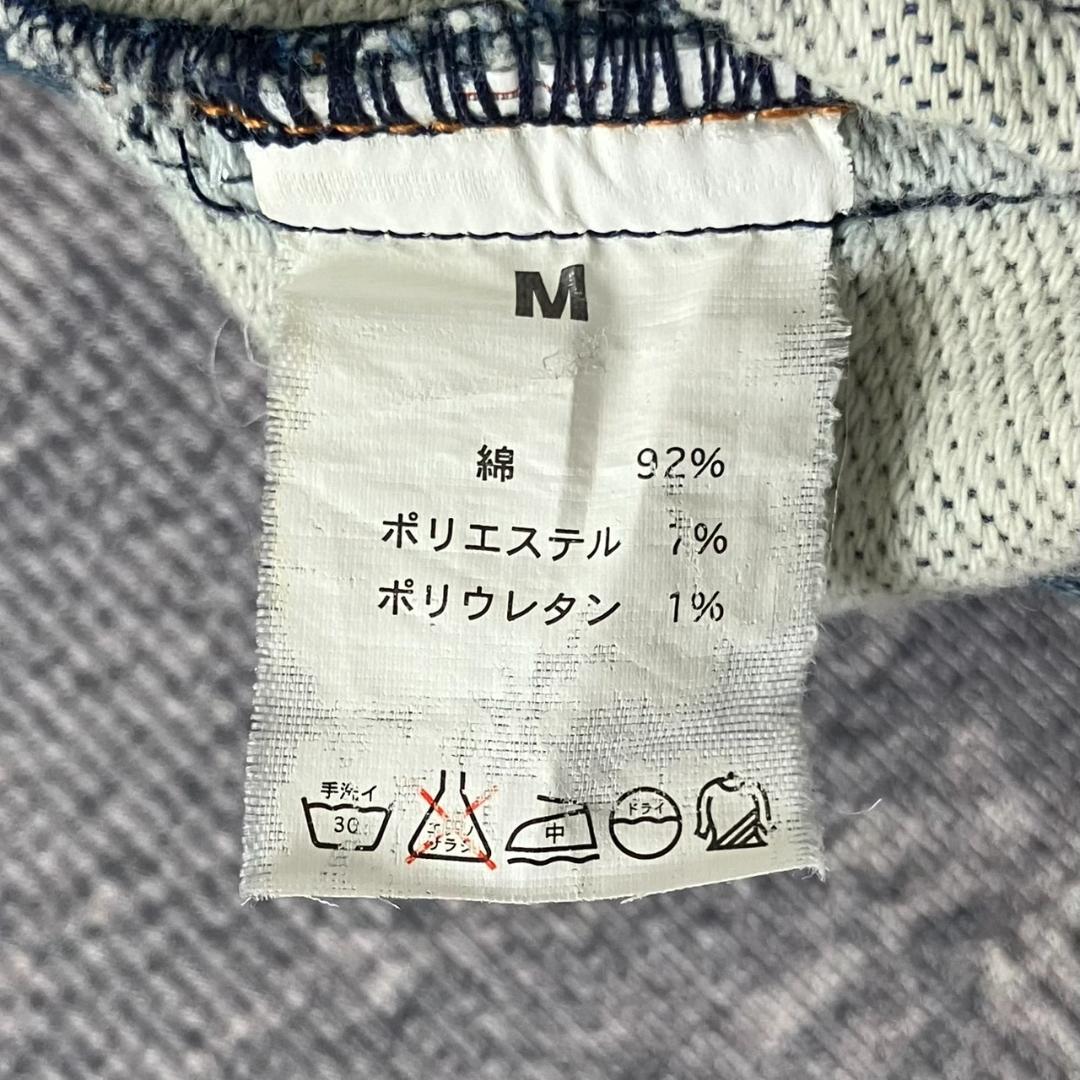 M
綿 92%
ポリエステル 7%
ポリウレタン 1%
手洗イ
30
中
ドライ